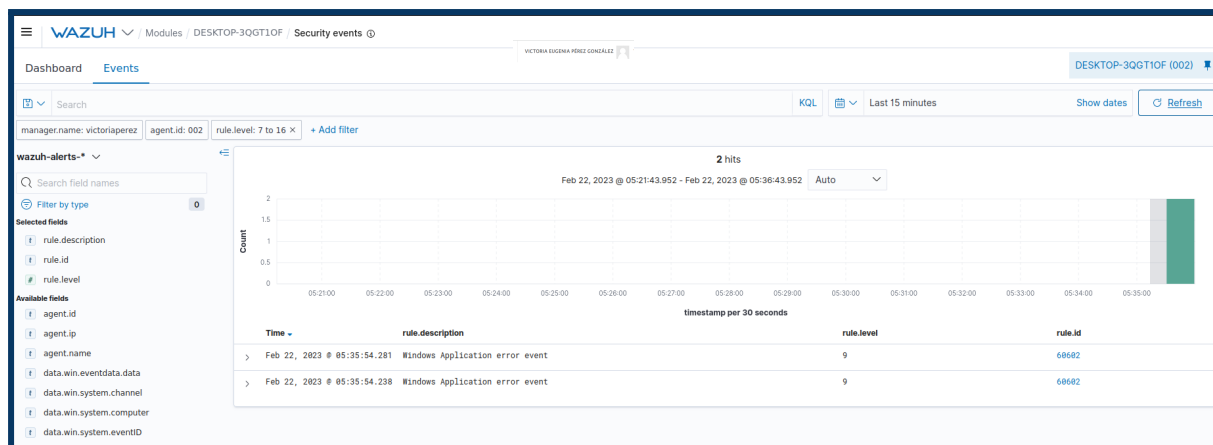 WAZUH / Modules / DESKTOP-3QGT1OF / Security events
VICTORIA EUGENIA PÉREZ GONZÁLEZ
Dashboard Events
DESKTOP-3QGT1OF (002)
Search KQL Last 15 minutes Show dates Refresh
manager.name: victoriaperez agent.id: 002 rule.level: 7 to 16 × + Add filter
wazuh-alerts-*
Search field names
Filter by type 0
Selected fields
t rule.description
t rule.id
# rule.level
Available fields
t agent.id
t agent.ip
t agent.name
t data.win.eventdata.data
t data.win.system.channel
t data.win.system.computer
t data.win.system.eventID
2 hits
Feb 22, 2023 @ 05:21:43.952 - Feb 22, 2023 @ 05:36:43.952 Auto
Count
2
1.5
1
0.5
0
05:21:00 05:22:00 05:23:00 05:24:00 05:25:00 05:26:00 05:27:00 05:28:00 05:29:00 05:30:00 05:31:00 05:32:00 05:33:00 05:34:00 05:35:00
timestamp per 30 seconds
Time rule.description rule.level rule.id
Feb 22, 2023 @ 05:35:54.281 Windows Application error event 9 60602
Feb 22, 2023 @ 05:35:54.238 Windows Application error event 9 60602